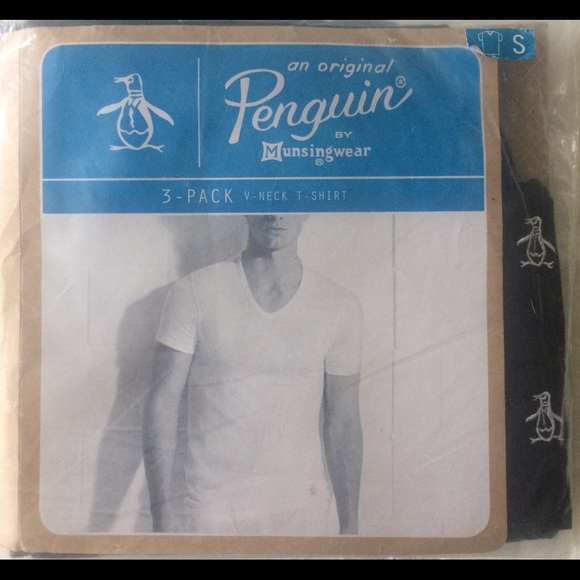 S
an original
Penguin®
BY
Munsingwear®
3-PACK V-NECK T-SHIRT